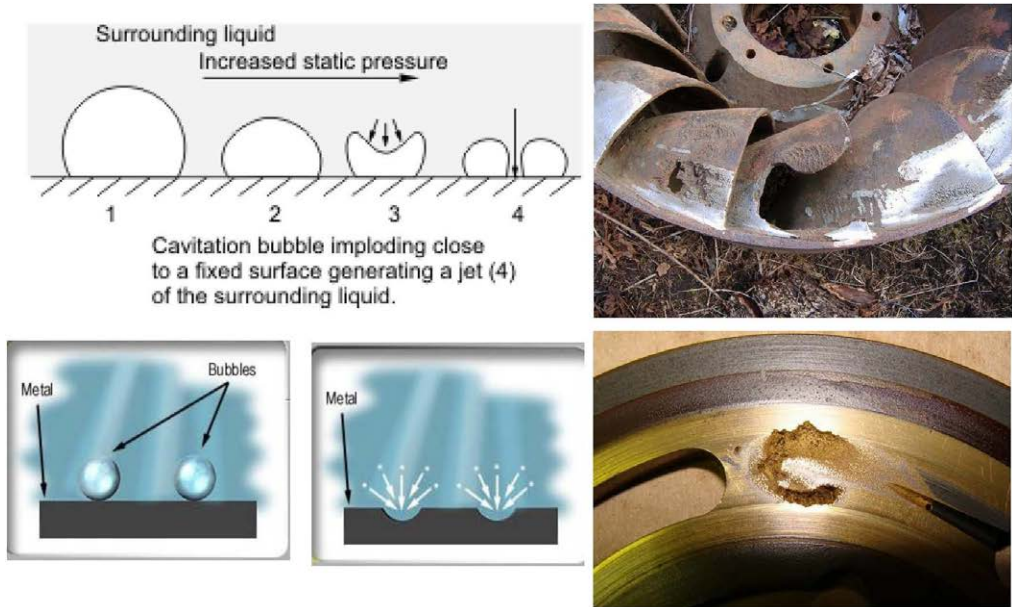 Surrounding liquid
Increased static pressure
1 2 3 4
Cavitation bubble imploding close
to a fixed surface generating a jet (4)
of the surrounding liquid.
Metal
Bubbles
Metal